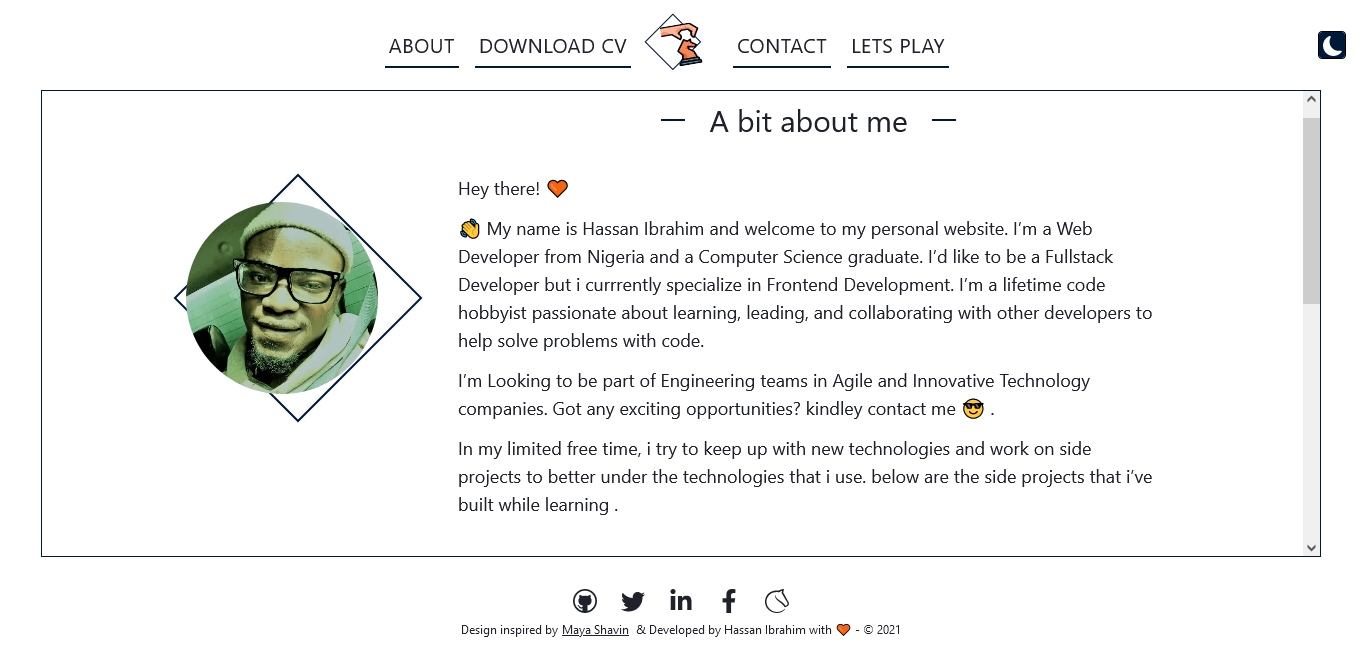 ABOUT DOWNLOAD CV CONTACT LETS PLAY
A bit about me
Hey there! 🧡
👋 My name is Hassan Ibrahim and welcome to my personal website. I’m a Web
Developer from Nigeria and a Computer Science graduate. I’d like to be a Fullstack
Developer but i currrently specialize in Frontend Development. I’m a lifetime code
hobbyist passionate about learning, leading, and collaborating with other developers to
help solve problems with code.
I’m Looking to be part of Engineering teams in Agile and Innovative Technology
companies. Got any exciting opportunities? kindley contact me 😎 .
In my limited free time, i try to keep up with new technologies and work on side
projects to better under the technologies that i use. below are the side projects that i’ve
built while learning .
Design inspired by Maya Shavin & Developed by Hassan Ibrahim with 🧡 - © 2021